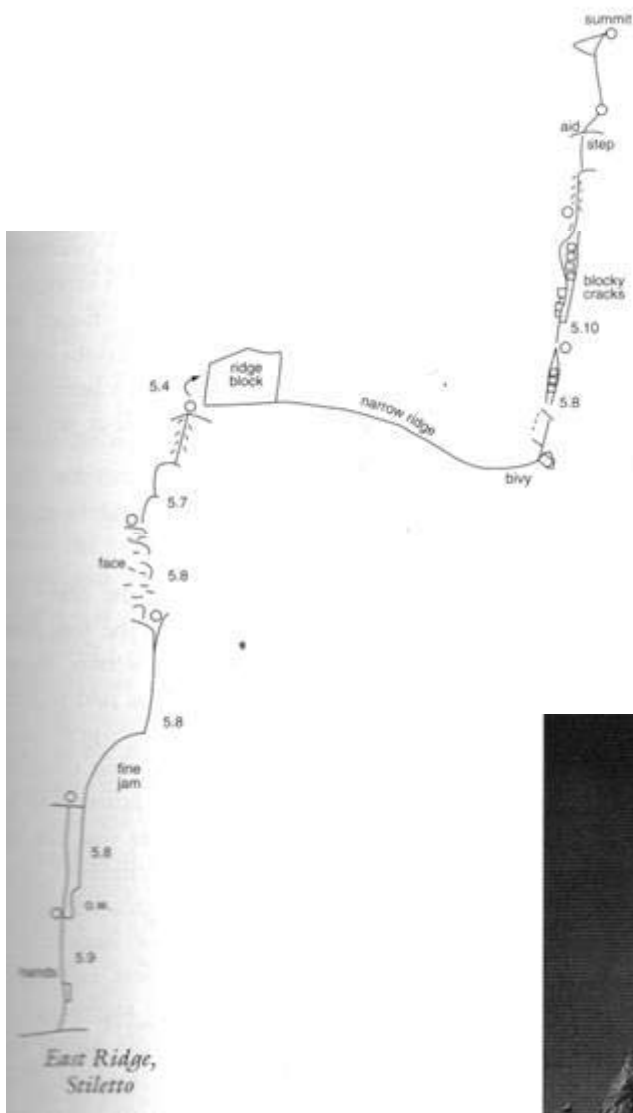 summit
aid
step
blocky
cracks
5.10
5.8
ridge
block
5.4
narrow ridge
bivy
5.7
face
5.8
5.8
fine
jam
5.8
o.w.
5.9
hands
East Ridge,
Stiletto